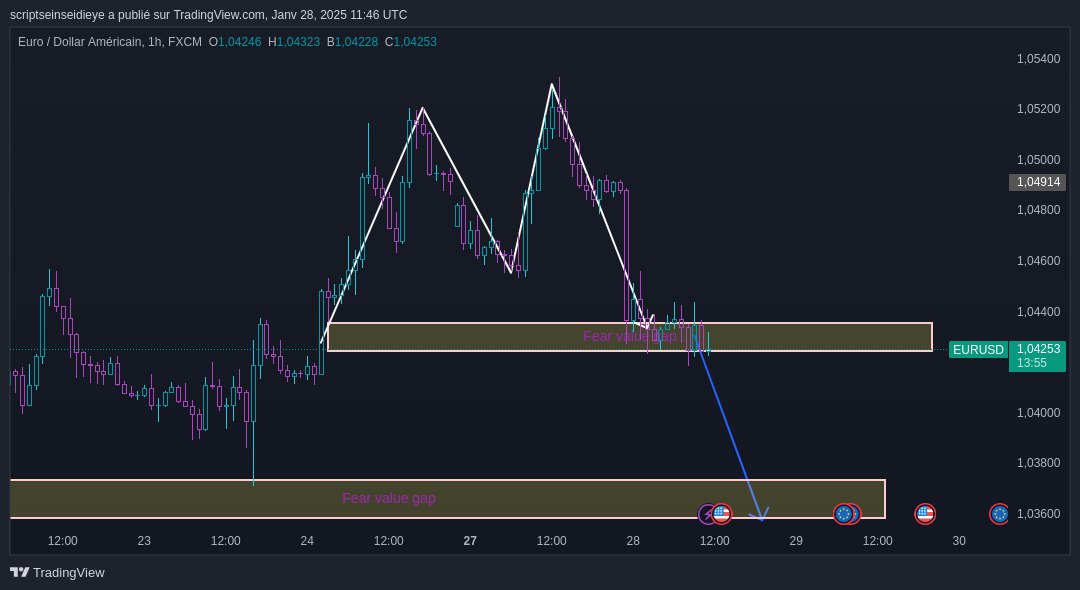 scriptseinseidieye a publié sur TradingView.com, Janv 28, 2025 11:46 UTC
Euro / Dollar Américain, 1h, FXCM O1,04246 H1,04323 B1,04228 C1,04253
1,05400
1,05200
1,05000
1,04914
1,04800
1,04600
1,04400
Fear value gap
EURUSD 1,04253
13:55
1,04000
1,03800
Fear value gap
1,03600
12:00 23 12:00 24 12:00 27 12:00 28 12:00 29 12:00 30
TradingView